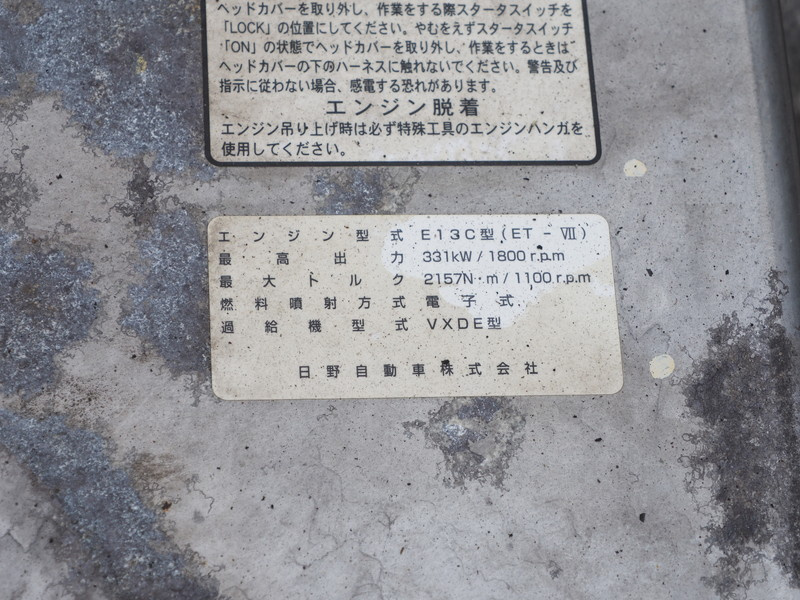 ヘッドカバーを取り外し、作業をする際スタータスイッチを
「LOCK」の位置にしてください。やむをえずスタータスイッチ
「ON」の状態でヘッドカバーを取り外し、作業をするときは
ヘッドカバーの下のハーネスに触れないでください。警告及び
指示に従わない場合、感電する恐れがあります。
エンジン脱着
エンジン吊り上げ時は必ず特殊工具のエンジンハンガを
使用してください。
エンジン型式 E13C型(ET-Ⅶ)
最高出力 331kW/1800r.p.m
最大トルク 2157N·m/1100r.p.m
燃料噴射方式 電子式
過給機型式 VXDE型
日野自動車株式会社